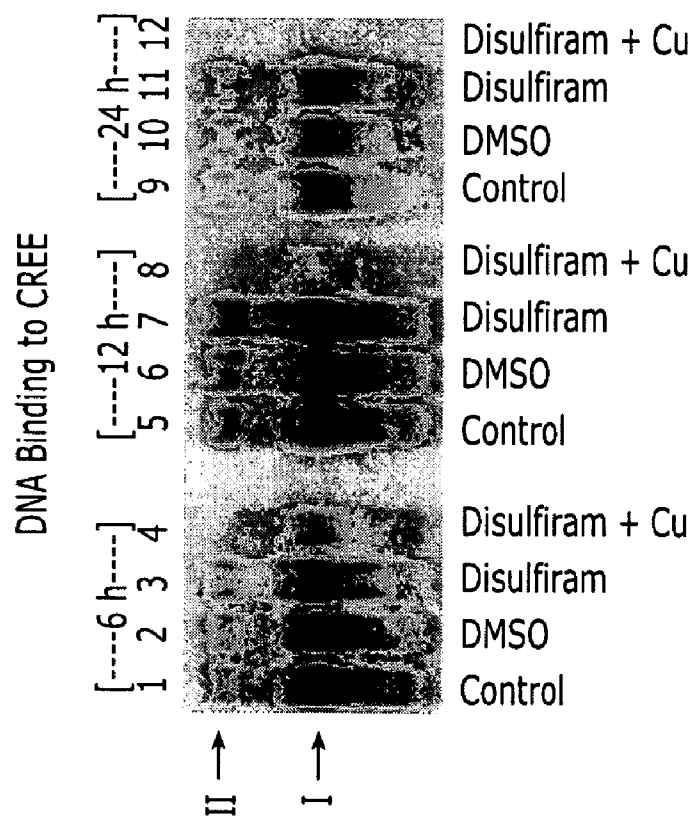 DNA Binding to CREE
[----6 h----] [----12 h----] [----24 h----]
1 2 3 4 5 6 7 8 9 10 11 12
II
I
Control
DMSO
Disulfiram
Disulfiram + Cu
Control
DMSO
Disulfiram
Disulfiram + Cu
Control
DMSO
Disulfiram
Disulfiram + Cu